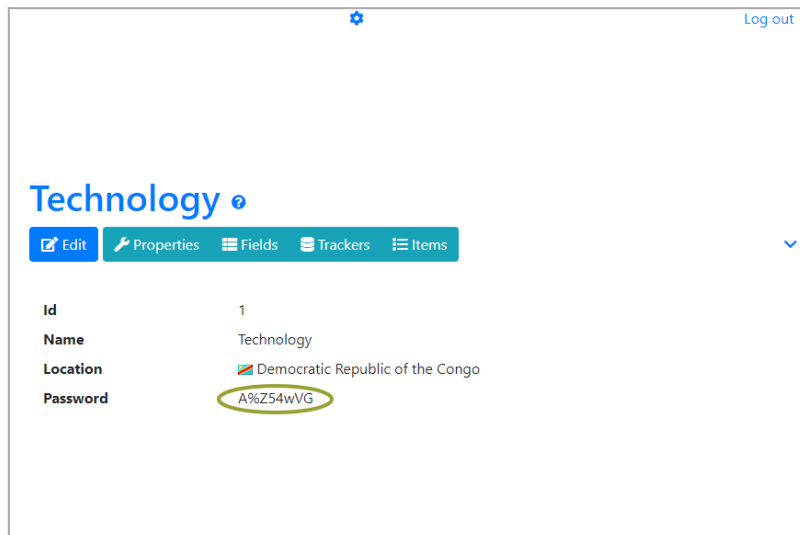 Log out
Technology
Edit Properties Fields Trackers Items
Id 1
Name Technology
Location Democratic Republic of the Congo
Password A%Z54wVG